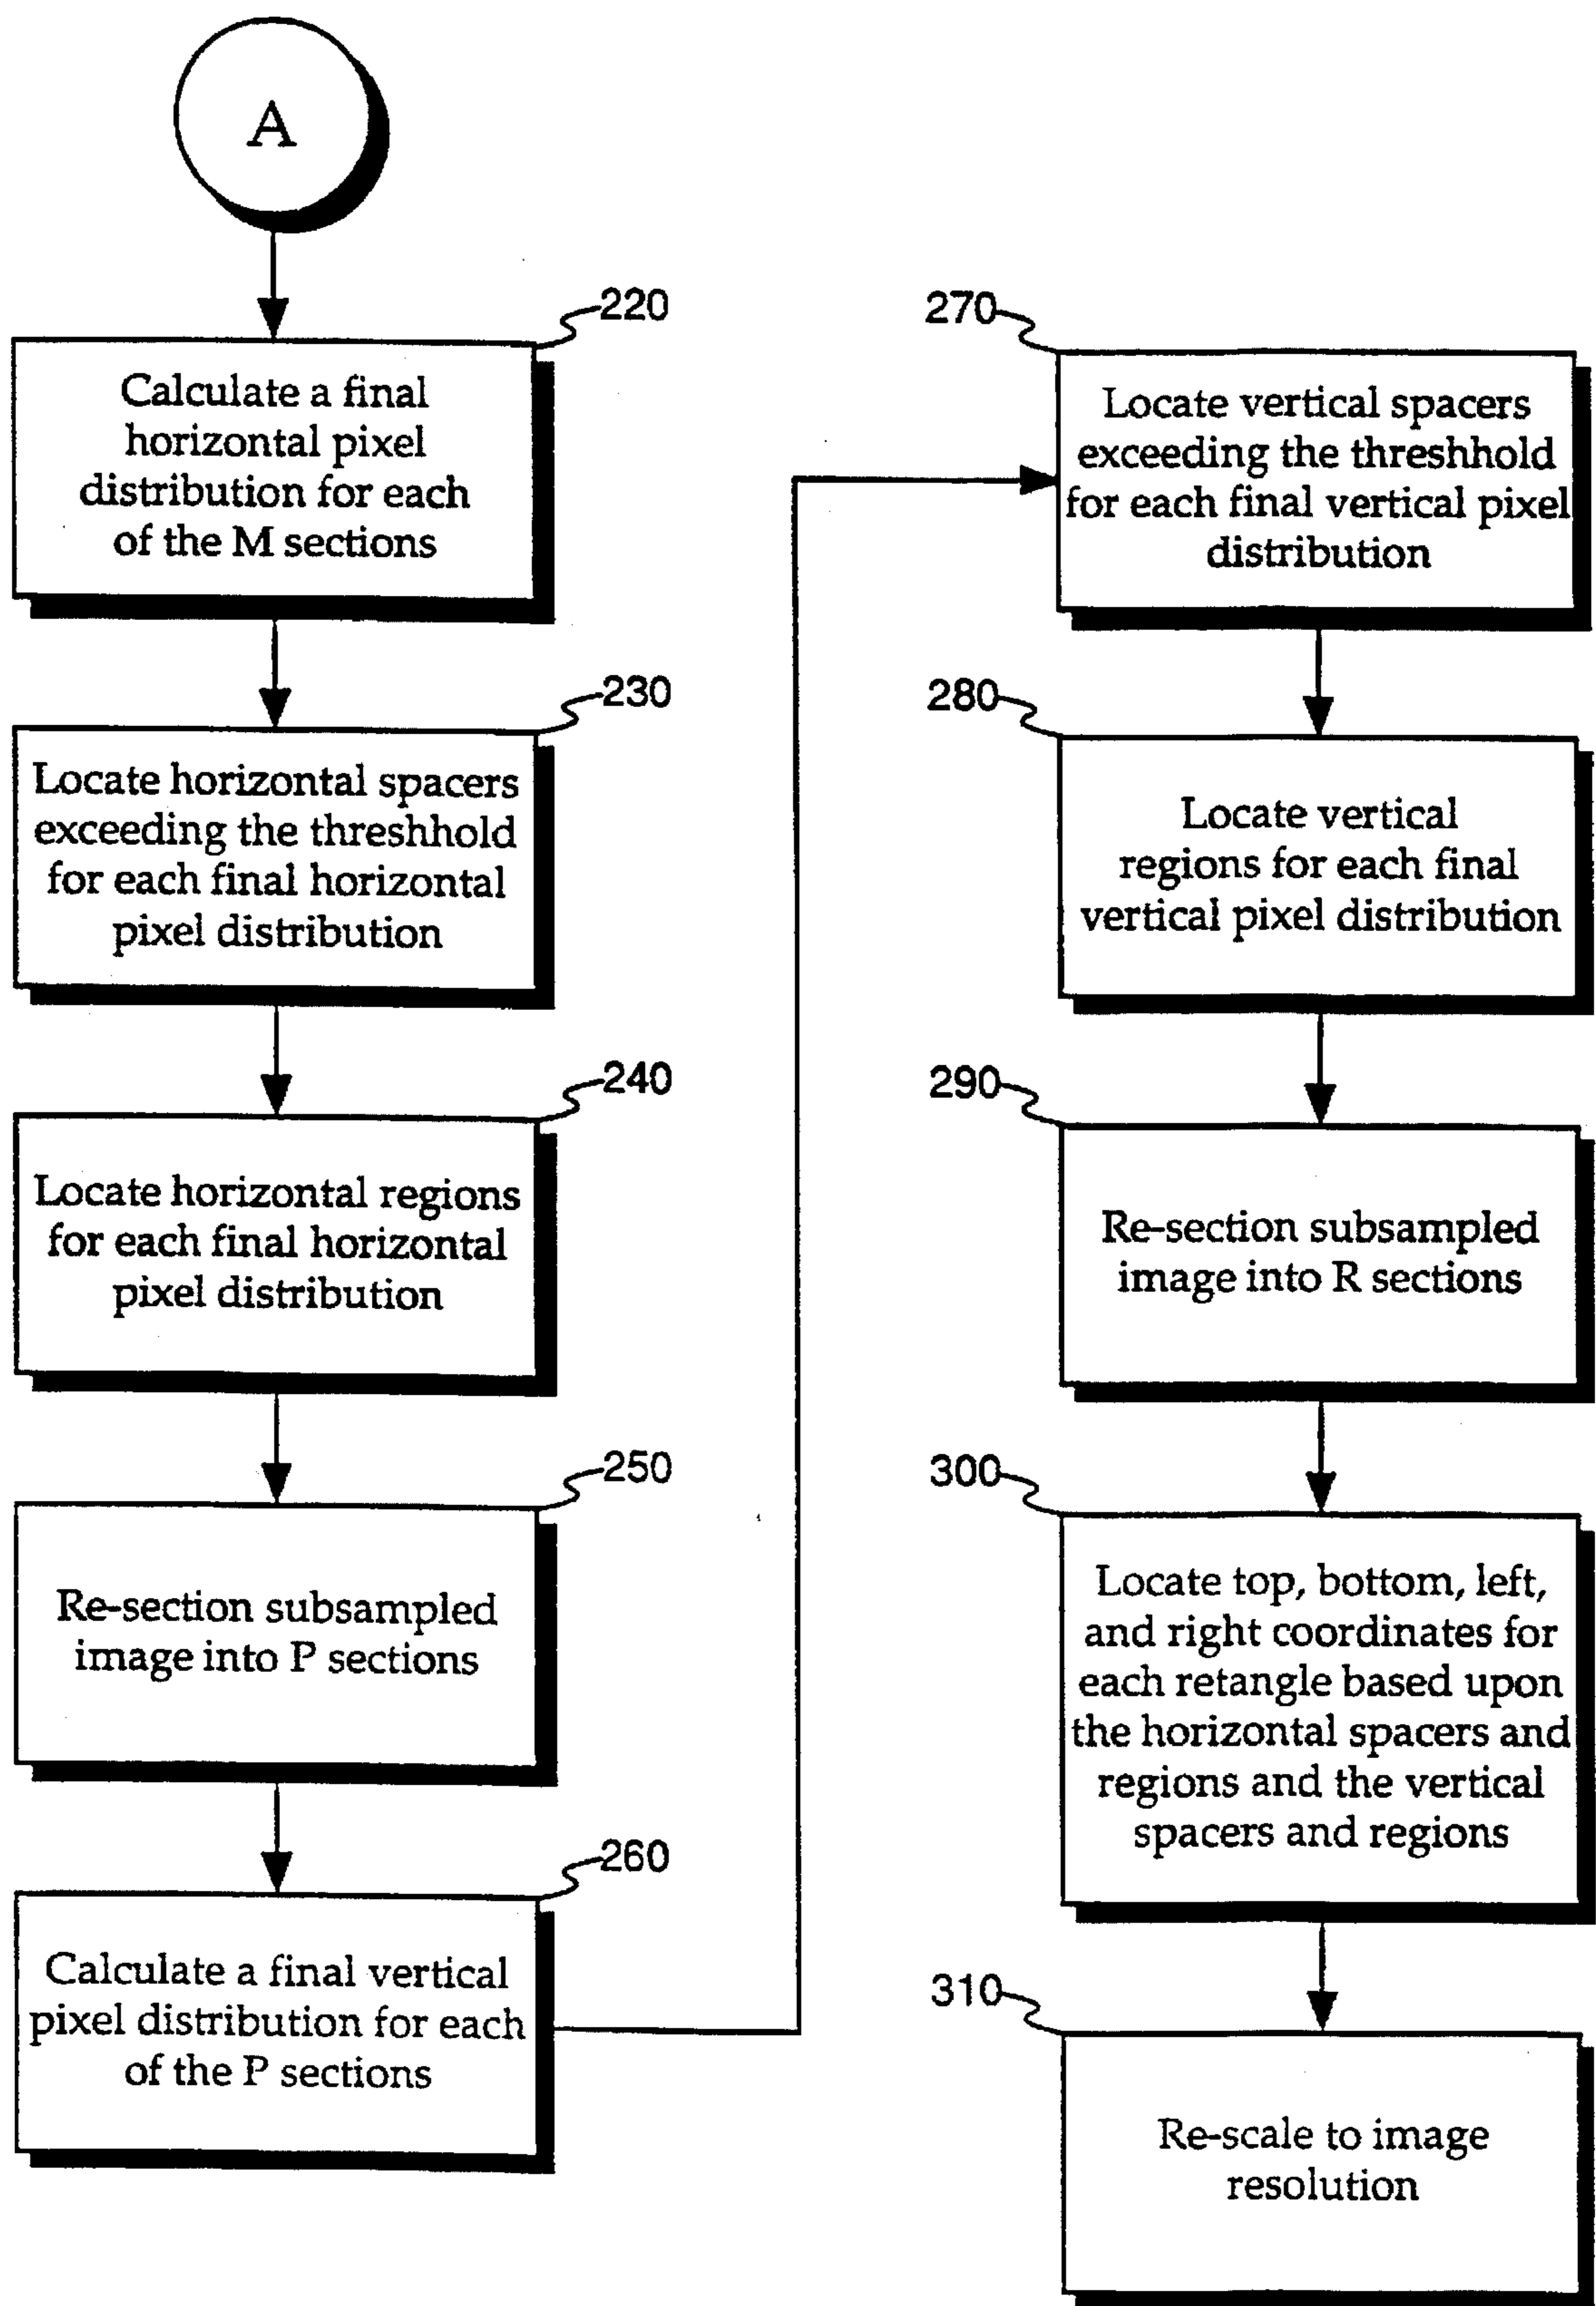 A
220
Calculate a final
horizontal pixel
distribution for each
of the M sections
230
Locate horizontal spacers
exceeding the threshhold
for each final horizontal
pixel distribution
240
Locate horizontal regions
for each final horizontal
pixel distribution
250
Re-section subsampled
image into P sections
260
Calculate a final vertical
pixel distribution for each
of the P sections
270
Locate vertical spacers
exceeding the threshhold
for each final vertical pixel
distribution
280
Locate vertical
regions for each final
vertical pixel distribution
290
Re-section subsampled
image into R sections
300
Locate top, bottom, left,
and right coordinates for
each retangle based upon
the horizontal spacers and
regions and the vertical
spacers and regions
310
Re-scale to image
resolution